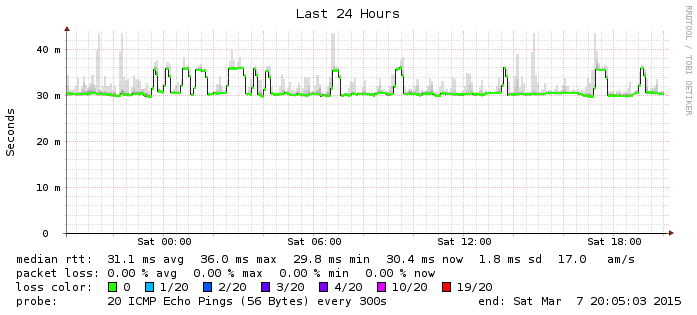 Last 24 Hours
RRDTOOL / TOBI OETIKER
Seconds
40 m
30 m
20 m
10 m
0
Sat 00:00 Sat 06:00 Sat 12:00 Sat 18:00
median rtt: 31.1 ms avg 36.0 ms max 29.8 ms min 30.4 ms now 1.8 ms sd 17.0 am/s
packet loss: 0.00 % avg 0.00 % max 0.00 % min 0.00 % now
loss color: 0 1/20 2/20 3/20 4/20 10/20 19/20
probe: 20 ICMP Echo Pings (56 Bytes) every 300s end: Sat Mar 7 20:05:03 2015